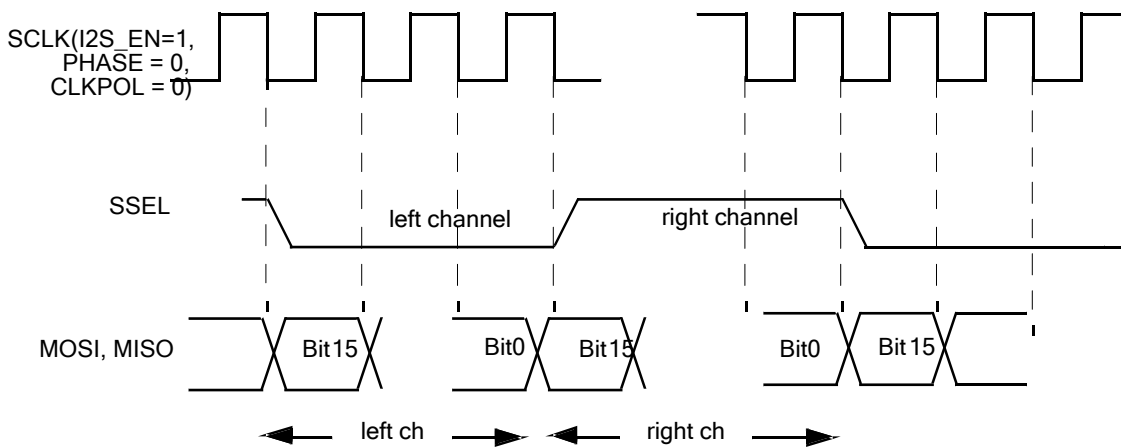 SCLK(I2S_EN=1,
PHASE = 0,
CLKPOL = 0)
SSEL
left channel
right channel
MOSI, MISO
Bit15
Bit0
Bit15
Bit0
Bit15
left ch
right ch